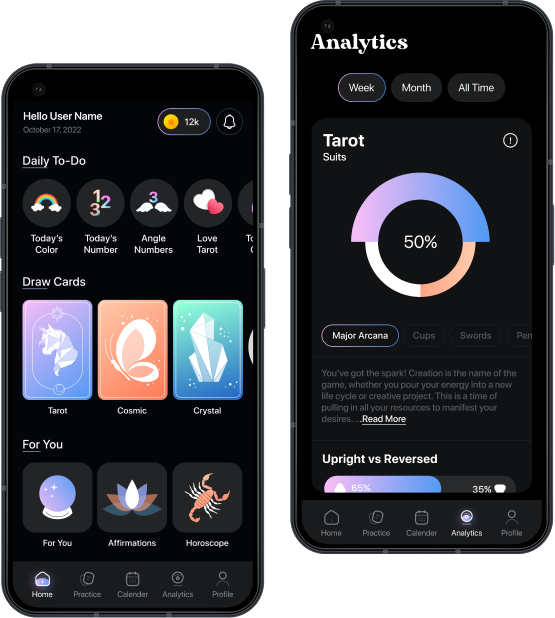 Hello User Name
October 17, 2022
12k
Daily To-Do
1
2
3
3
Today's
Color
Today's
Number
Angle
Numbers
Love
Tarot
Draw Cards
Tarot
Cosmic
Crystal
For You
For You
Affirmations
Horoscope
Home
Practice
Calender
Analytics
Profile
Analytics
Week
Month
All Time
Tarot
Suits
50%
Major Arcana
Cups
Swords
Pen
You've got the spark! Creation is the name of the
game, whether you pour your energy into a new
life cycle or creative project. This is a time of
pulling in all your resources to manifest your
desires....Read More
Upright vs Reversed
65%
35%
Home
Practice
Calender
Analytics
Profile